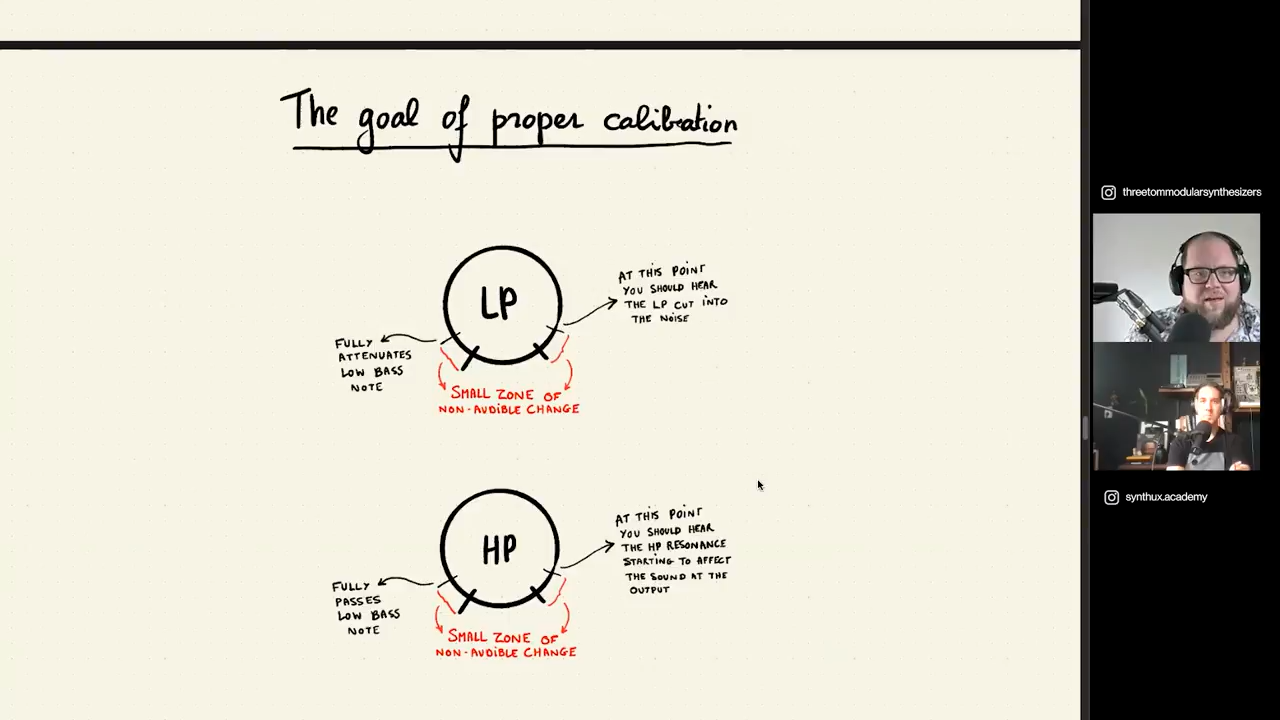 The goal of proper calibration
LP
AT THIS POINT
YOU SHOULD HEAR
THE LP CUT INTO
THE NOISE
FULLY
ATTENUATES
LOW BASS
NOTE
SMALL ZONE OF
NON-AUDIBLE CHANGE
HP
AT THIS POINT
YOU SHOULD HEAR
THE HP RESONANCE
STARTING TO AFFECT
THE SOUND AT THE
OUTPUT
FULLY
PASSES
LOW BASS
NOTE
SMALL ZONE OF
NON-AUDIBLE CHANGE
threetommodularsynthesizers
synthux.academy